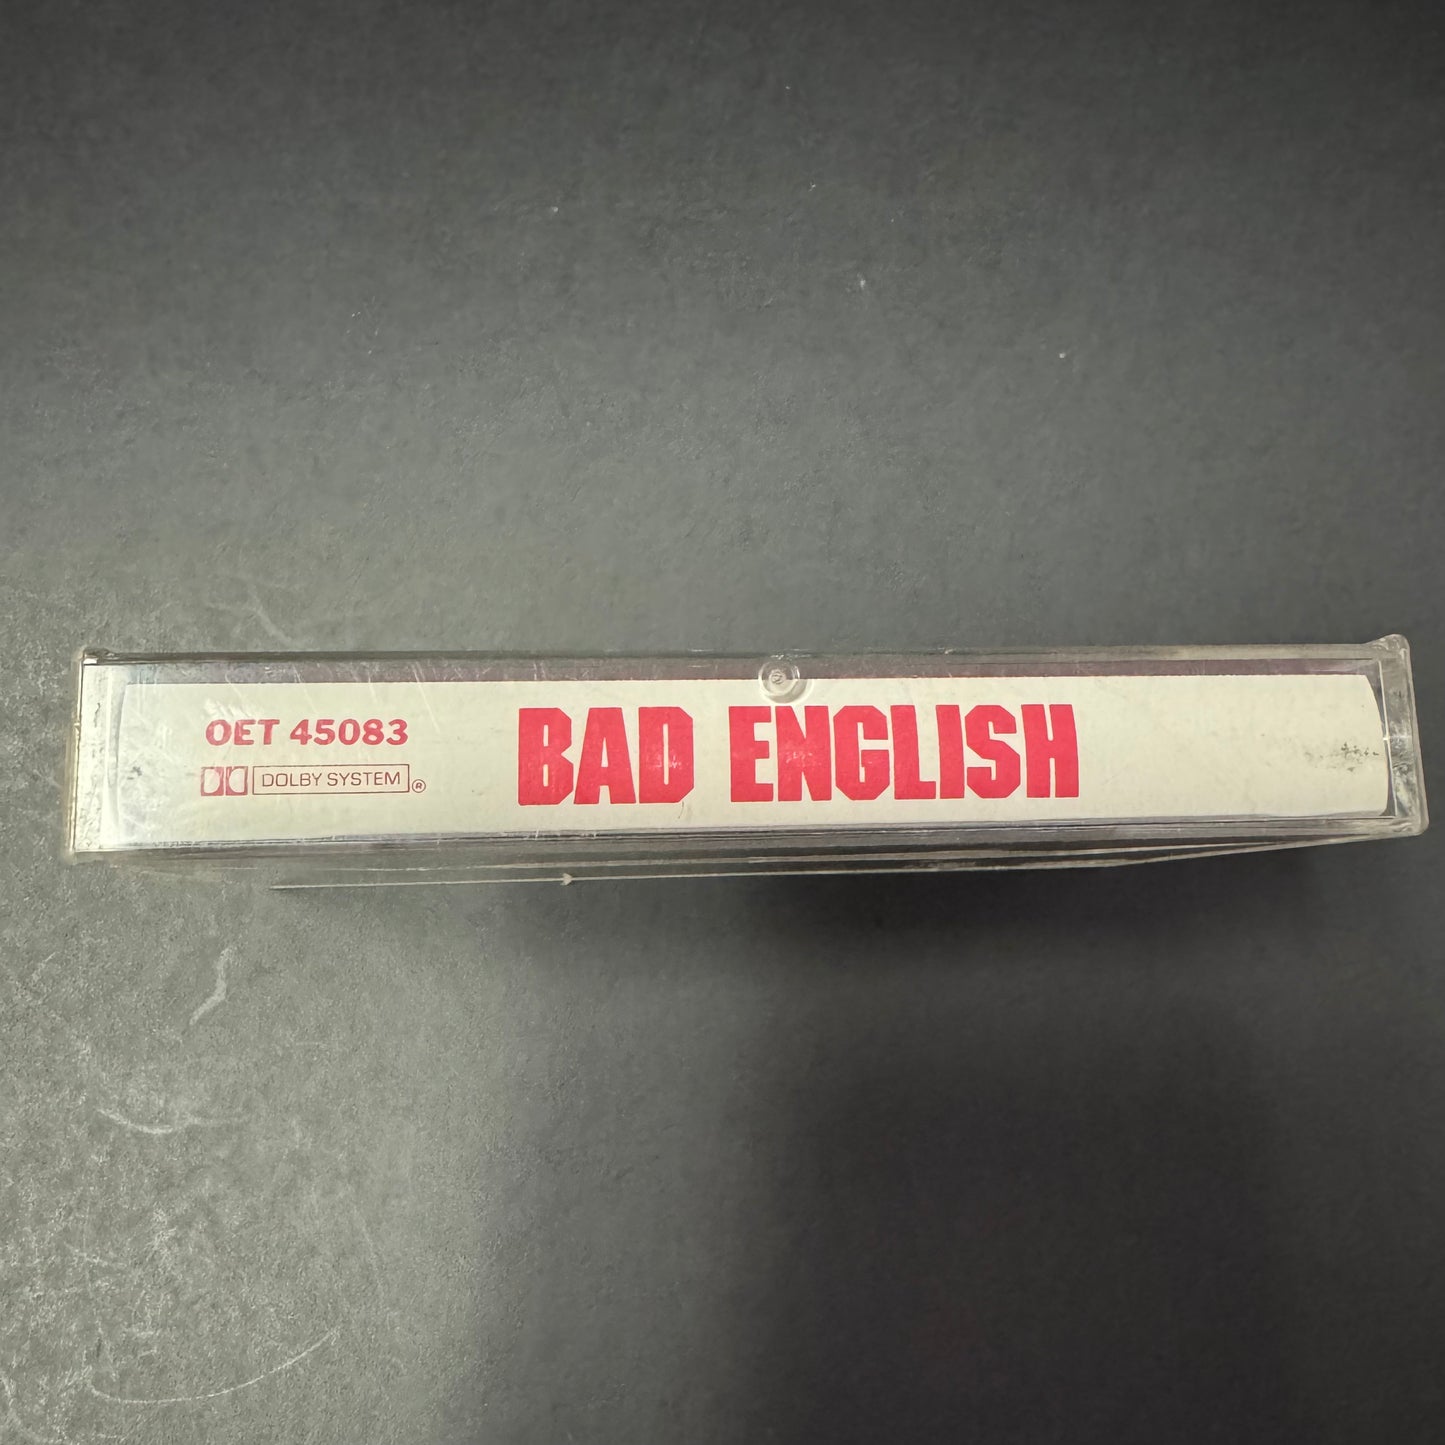 OET 45083
DOLBY SYSTEM ®
BAD ENGLISH